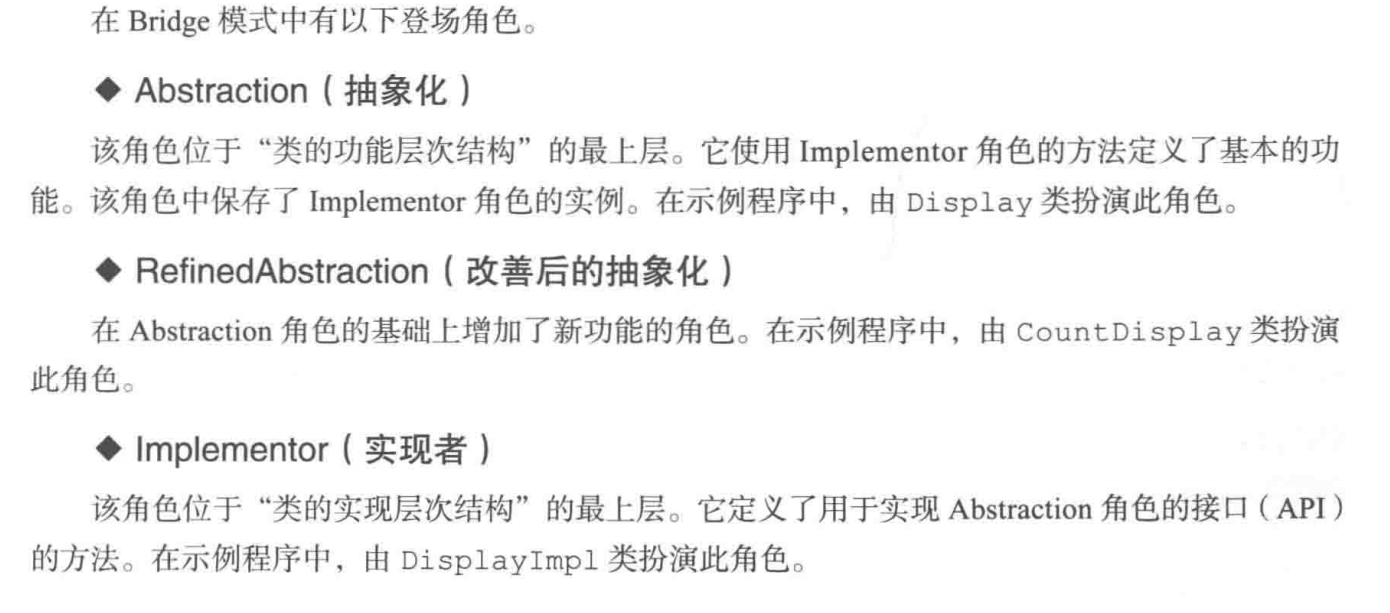 在 Bridge 模式中有以下登场角色。
◆ Abstraction（抽象化）
该角色位于“类的功能层次结构”的最上层。它使用 Implementor 角色的方法定义了基本的功
能。该角色中保存了 Implementor 角色的实例。在示例程序中，由 Display 类扮演此角色。
◆ RefinedAbstraction（改善后的抽象化）
在 Abstraction 角色的基础上增加了新功能的角色。在示例程序中，由 CountDisplay 类扮演
此角色。
◆ Implementor（实现者）
该角色位于“类的实现层次结构”的最上层。它定义了用于实现 Abstraction 角色的接口（API）
的方法。在示例程序中，由 DisplayImpl 类扮演此角色。